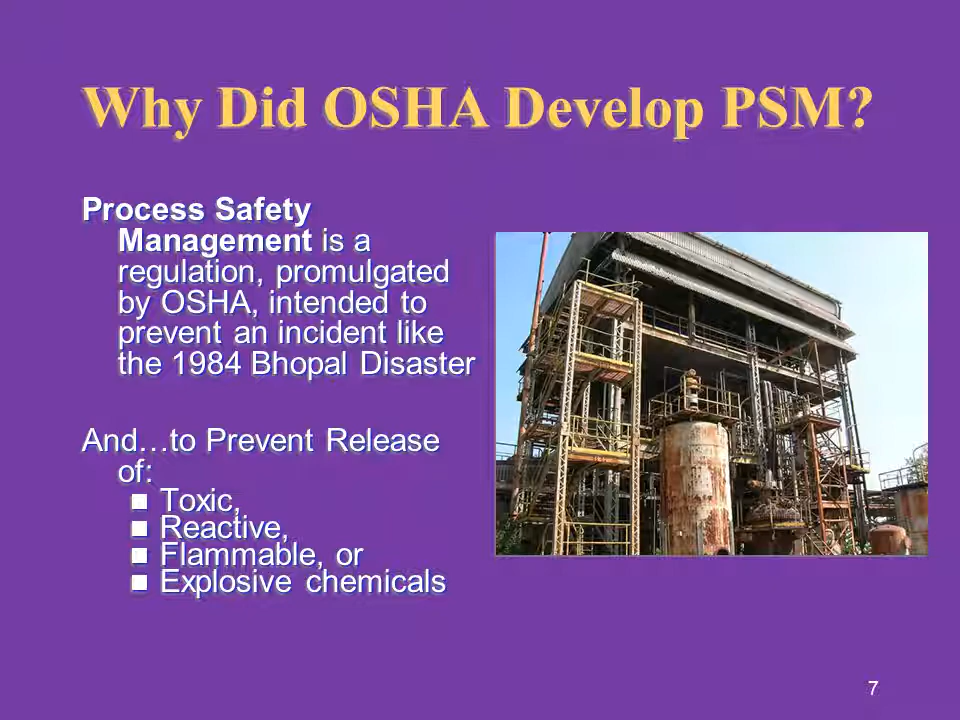 Why Did OSHA Develop PSM?
Process Safety
Management is a
regulation, promulgated
by OSHA, intended to
prevent an incident like
the 1984 Bhopal Disaster
And…to Prevent Release
of:
■ Toxic,
■ Reactive,
■ Flammable, or
■ Explosive chemicals
7